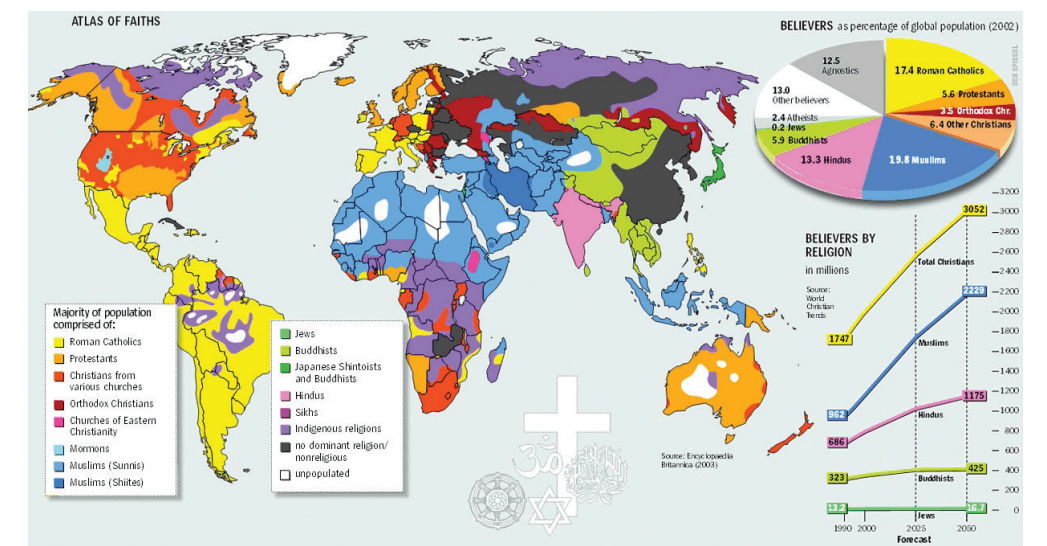 ATLAS OF FAITHS
BELIEVERS as percentage of global population (2002)
DER SPIEGEL
12.5
Agnostics
17.4 Roman Catholics
13.0
Other believers
5.6 Protestants
3.5 Orthodox Chr.
2.4 Atheists
0.2 Jews
6.4 Other Christians
5.9 Buddhists
13.3 Hindus
19.8 Muslims
BELIEVERS BY
RELIGION
in millions
Source:
World
Christian
Trends
3200
3052
3000
2800
2600
Total Christians
2400
2229
2200
2000
1800
1747
Muslims
1600
1400
1200
1175
1000
962
Hindus
800
686
600
400
425
323
Buddhists
200
13.2
16.7
0
Jews
1990 2000 2025 2050
Forecast
Majority of population
comprised of:
Roman Catholics
Protestants
Christians from
various churches
Orthodox Christians
Churches of Eastern
Christianity
Mormons
Muslims (Sunnis)
Muslims (Shiites)
Jews
Buddhists
Japanese Shintoists
and Buddhists
Hindus
Sikhs
Indigenous religions
no dominant religion/
nonreligious
unpopulated
Source: Encyclopaedia
Britannica (2003)
ॐ